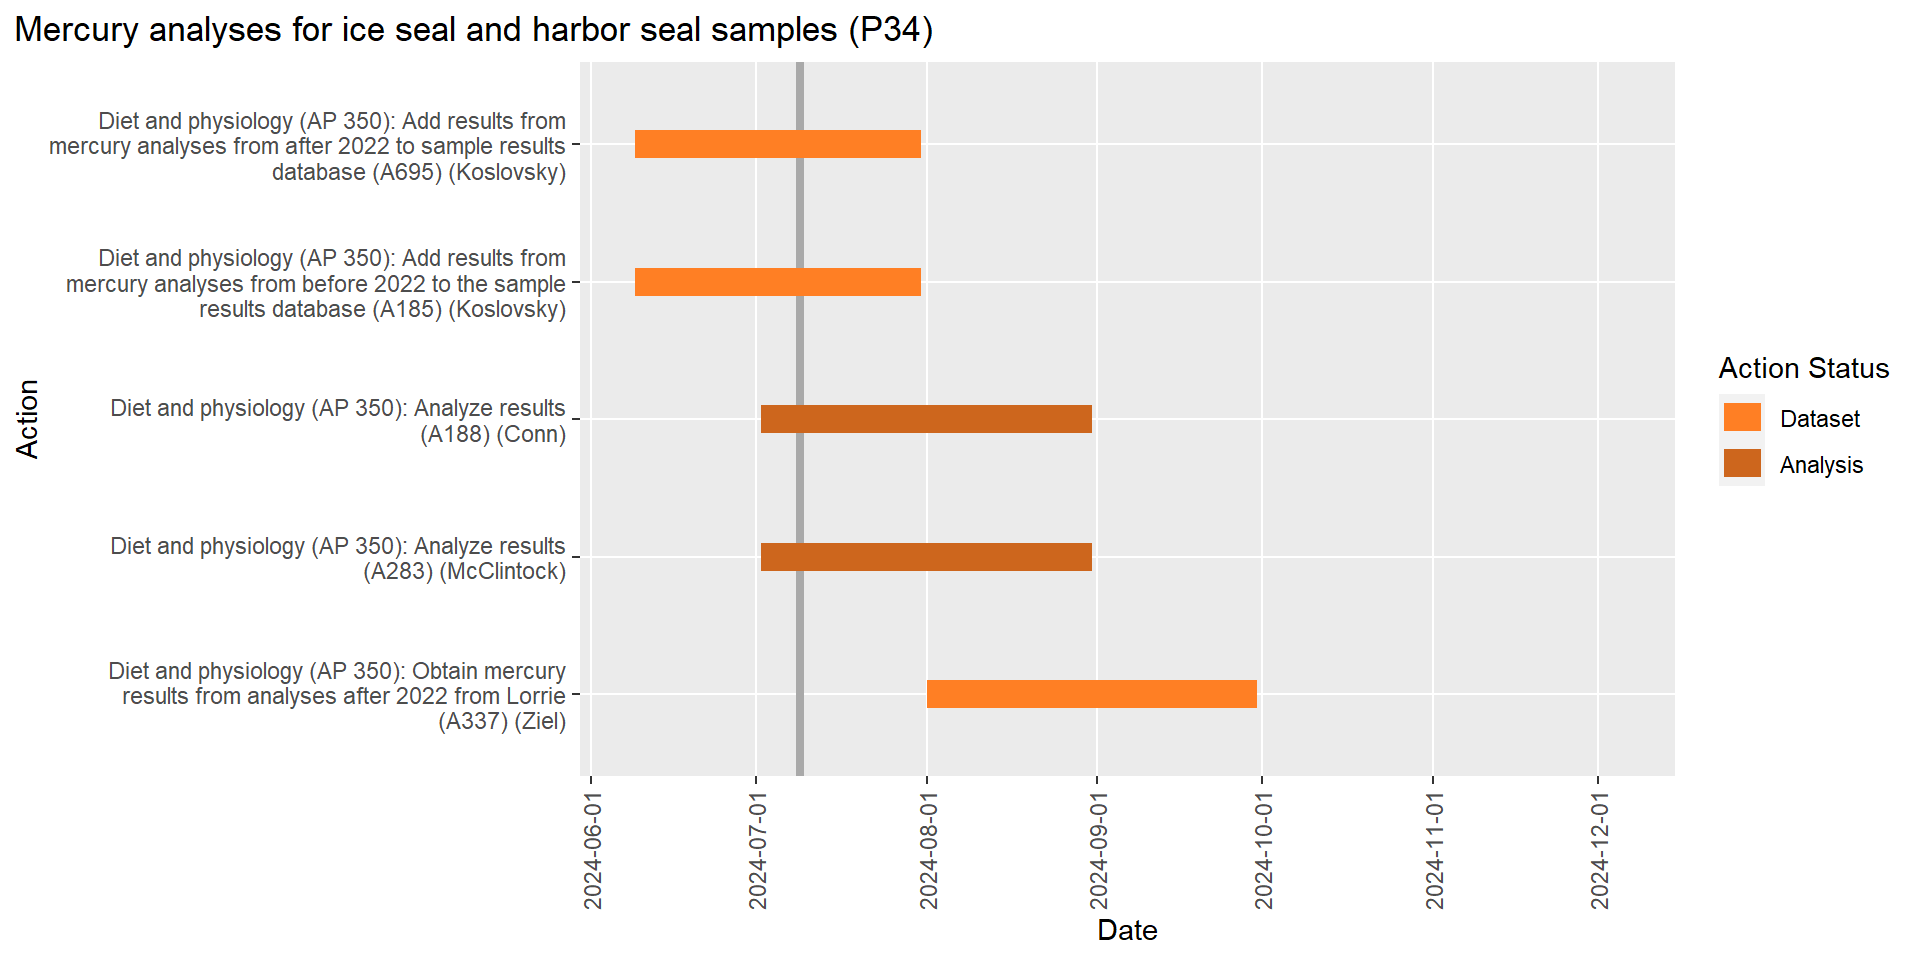 Mercury analyses for ice seal and harbor seal samples (P34)
Diet and physiology (AP 350): Add results from
mercury analyses from after 2022 to sample results
database (A695) (Koslovsky)
Diet and physiology (AP 350): Add results from
mercury analyses from before 2022 to the sample
results database (A185) (Koslovsky)
Diet and physiology (AP 350): Analyze results
(A188) (Conn)
Diet and physiology (AP 350): Analyze results
(A283) (McClintock)
Diet and physiology (AP 350): Obtain mercury
results from analyses after 2022 from Lorrie
(A337) (Ziel)
Action
2024-06-01
2024-07-01
2024-08-01
2024-09-01
2024-10-01
2024-11-01
2024-12-01
Date
Action Status
Dataset
Analysis